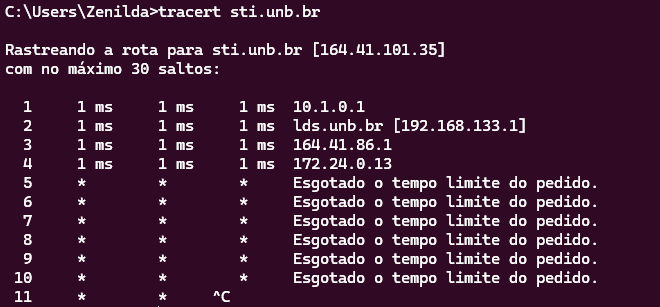 C:\Users\Zenilda>tracert sti.unb.br
Rastreando a rota para sti.unb.br [164.41.101.35]
com no máximo 30 saltos:
1 1 ms 1 ms 1 ms 10.1.0.1
2 1 ms 1 ms 1 ms lds.unb.br [192.168.133.1]
3 1 ms 1 ms 1 ms 164.41.86.1
4 1 ms 1 ms 1 ms 172.24.0.13
5 * * * Esgotado o tempo limite do pedido.
6 * * * Esgotado o tempo limite do pedido.
7 * * * Esgotado o tempo limite do pedido.
8 * * * Esgotado o tempo limite do pedido.
9 * * * Esgotado o tempo limite do pedido.
10 * * * Esgotado o tempo limite do pedido.
11 * * ^C